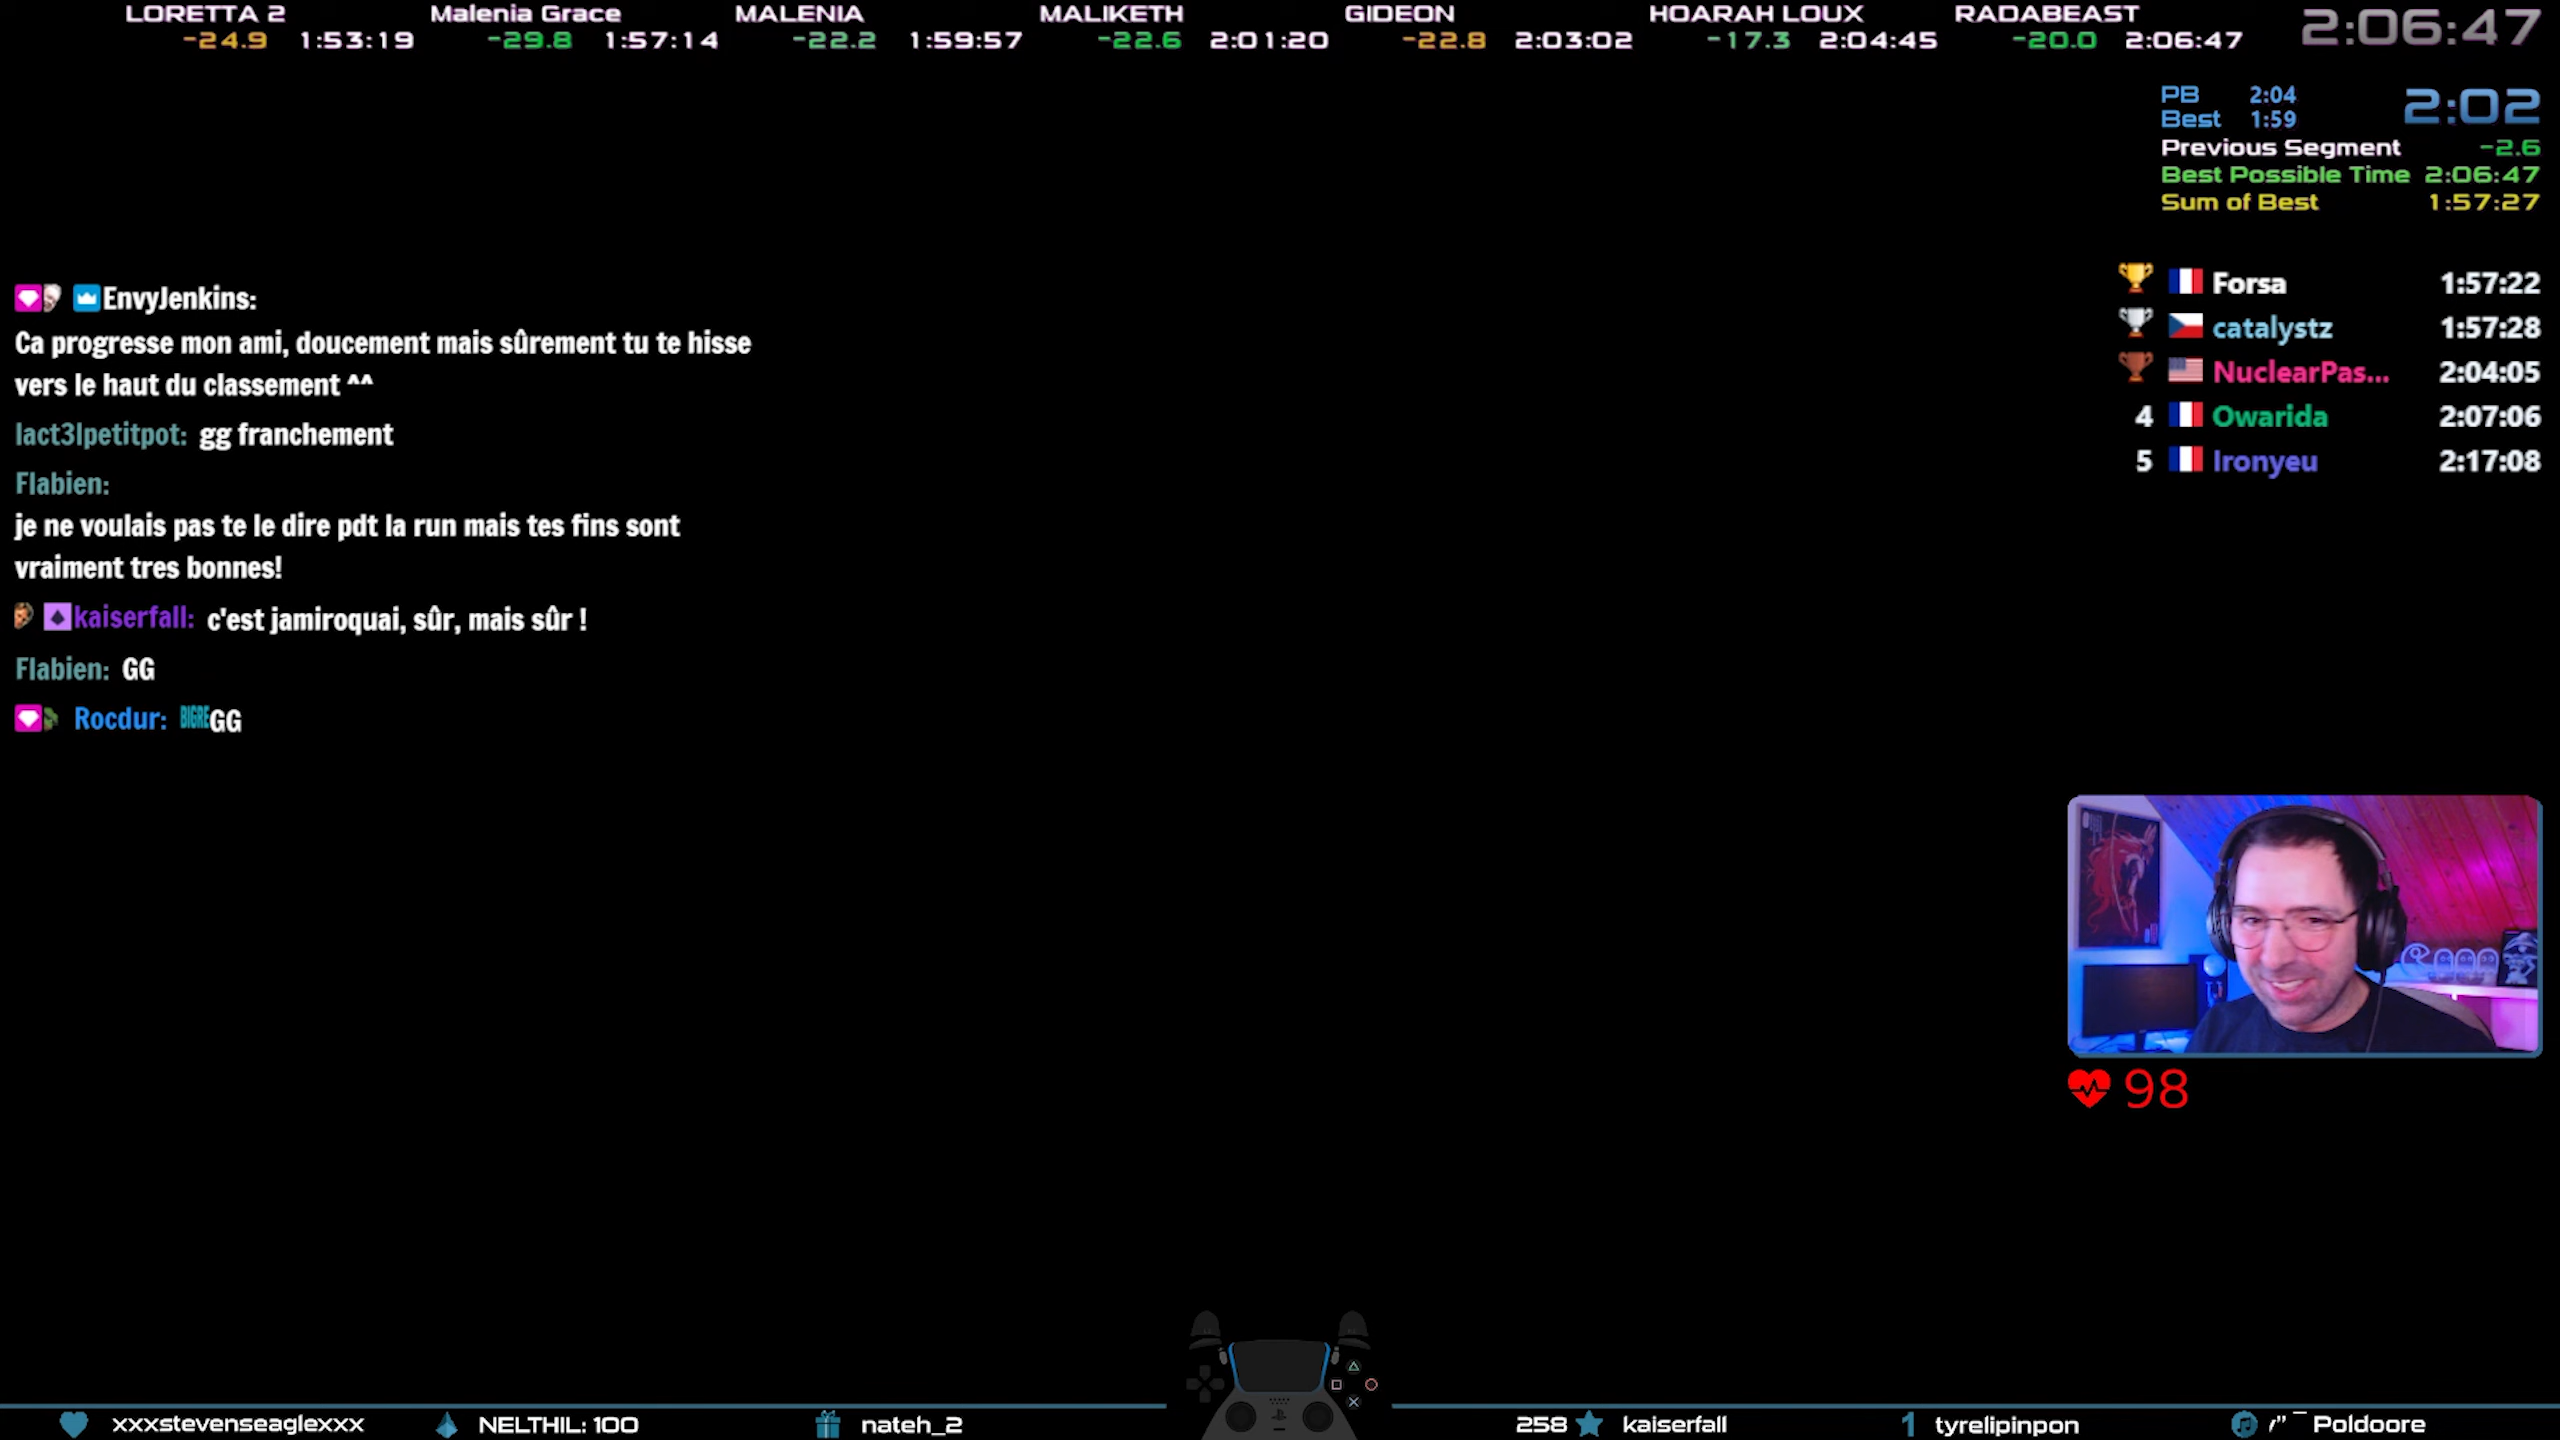 LORETTA 2 Malenia Grace MALENIA MALIKETH GIDEON HOARAH LOUX RADABEAST 2:06:47
-24.9 1:53:19 -29.8 1:57:14 -22.2 1:59:57 -22.6 2:01:20 -22.8 2:03:02 -17.3 2:04:45 -20.0 2:06:47
PB 2:04 2:02
Best 1:59
Previous Segment -2.6
Best Possible Time 2:06:47
Sum of Best 1:57:27
Forsa 1:57:22
catalystz 1:57:28
NuclearPas... 2:04:05
4 Owarida 2:07:06
5 Ironyeu 2:17:08
EnvyJenkins:
Ca progresse mon ami, doucement mais sûrement tu te hisse
vers le haut du classement ^^
lact3lpetitpot: gg franchement
Flabien:
je ne voulais pas te le dire pdt la run mais tes fins sont
vraiment tres bonnes!
kaiserfall: c'est jamiroquai, sûr, mais sûr !
Flabien: GG
Rocdur: BIGRE GG
98
xxxstevenseaglexxx NELTHIL: 100 nateh_2 258 kaiserfall 1 tyrelipinpon Poldoore